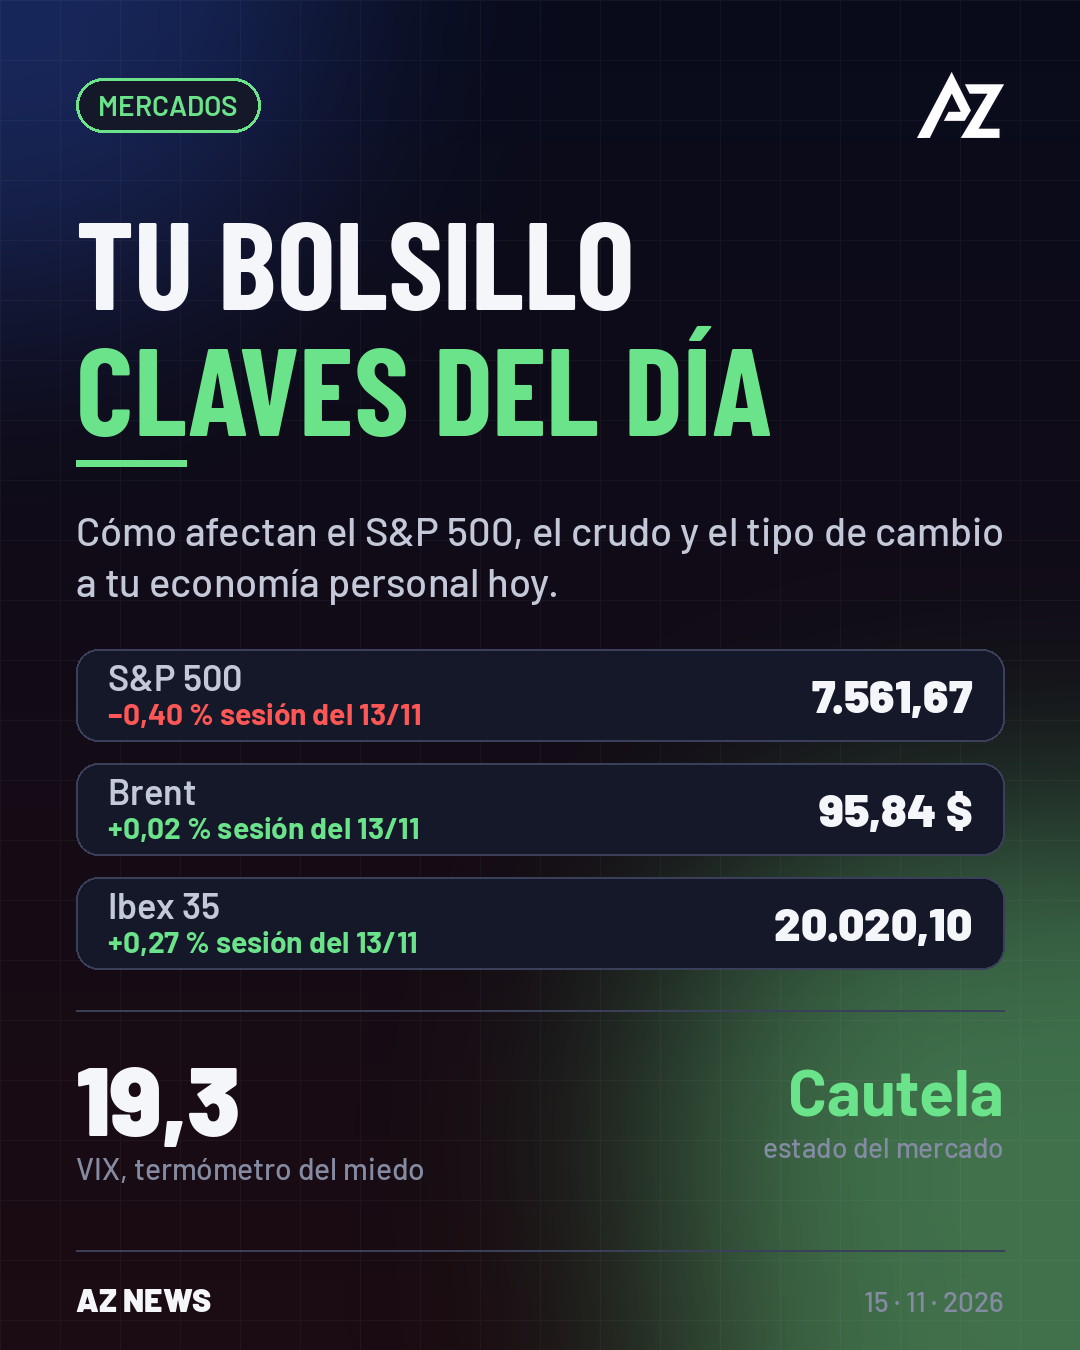 MERCADOS
AZ
TU BOLSILLO
CLAVES DEL DÍA
Cómo afectan el S&P 500, el crudo y el tipo de cambio
a tu economía personal hoy.
S&P 500
−0,40 % sesión del 13/11
7.561,67
Brent
+0,02 % sesión del 13/11
95,84 $
Ibex 35
+0,27 % sesión del 13/11
20.020,10
19,3
VIX, termómetro del miedo
Cautela
estado del mercado
AZ NEWS
15 · 11 · 2026